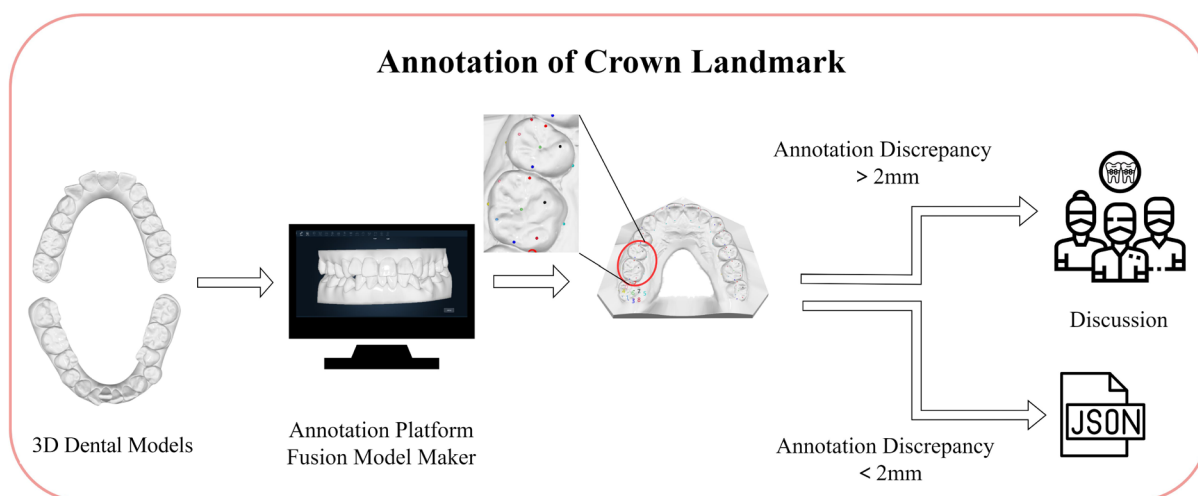 Annotation of Crown Landmark
3D Dental Models
Annotation Platform
Fusion Model Maker
Annotation Discrepancy
> 2mm
Discussion
Annotation Discrepancy
< 2mm
JSON